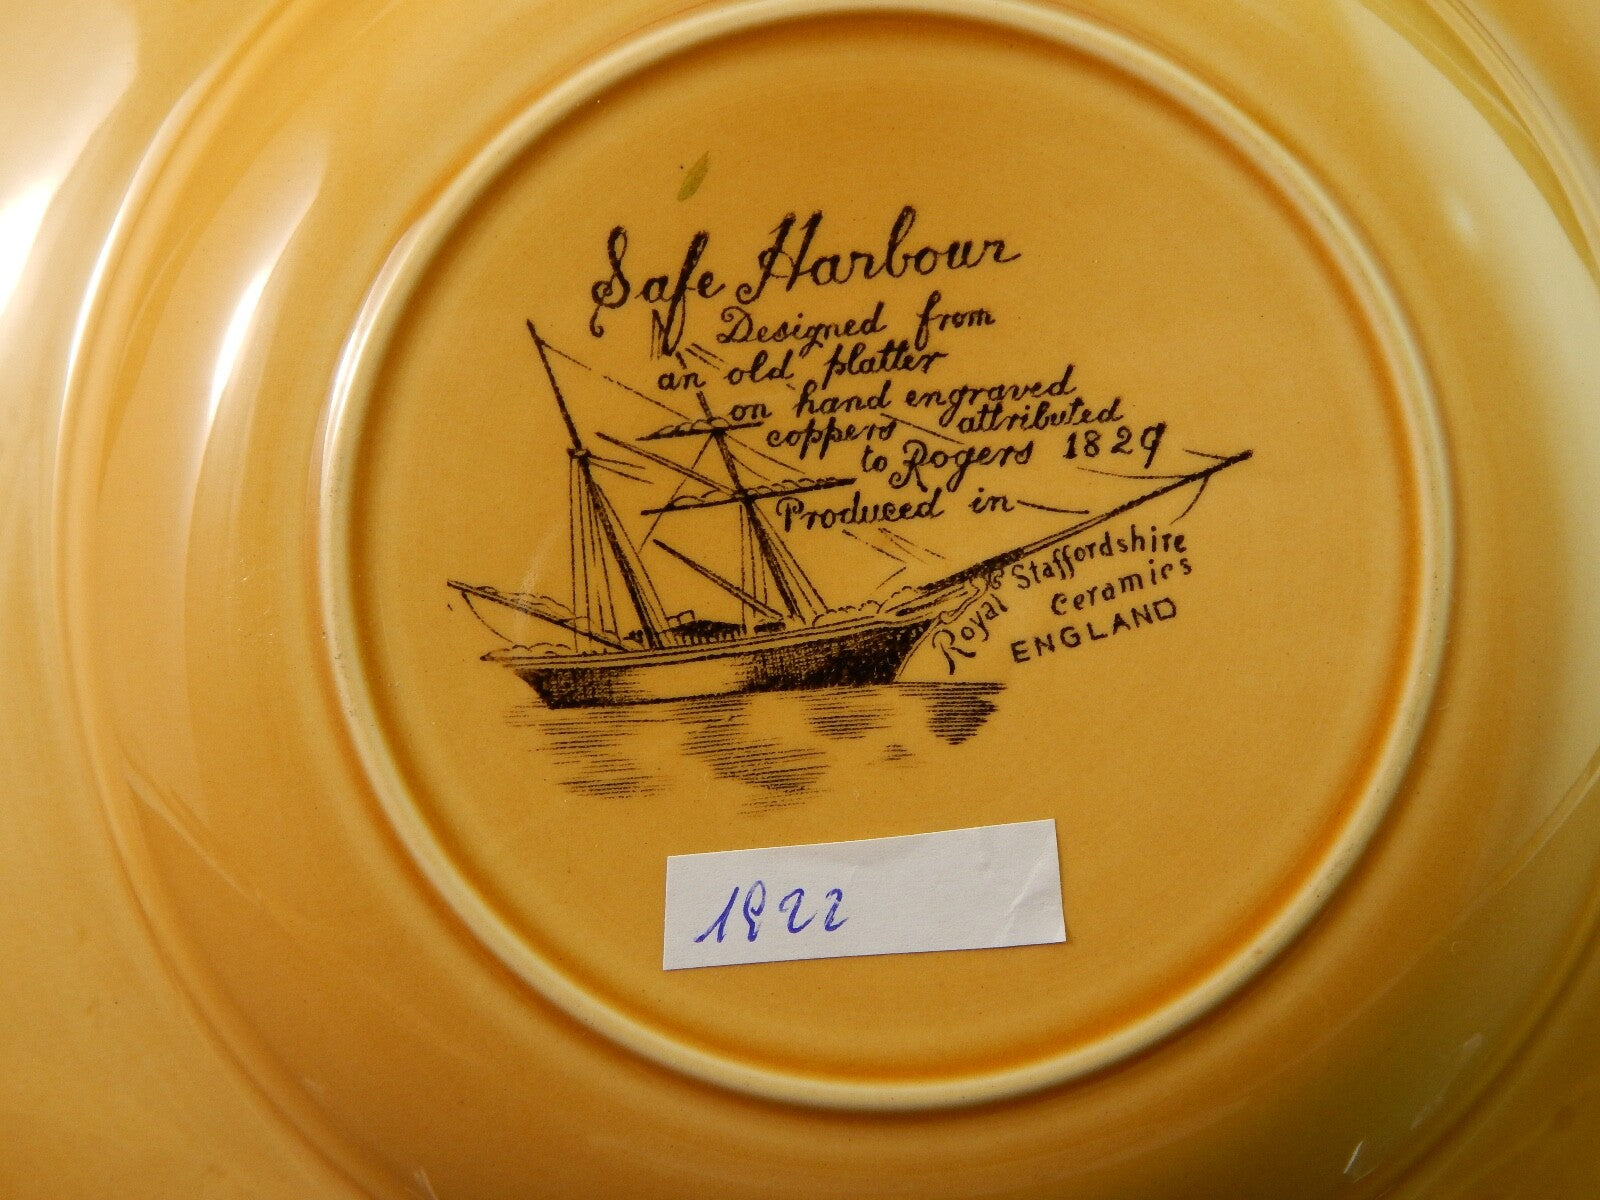 Safe Harbour
Designed from
an old platter
on hand engraved
coppers attributed
to Rogers 1829
Produced in
Royal Staffordshire
Ceramics
ENGLAND
1922